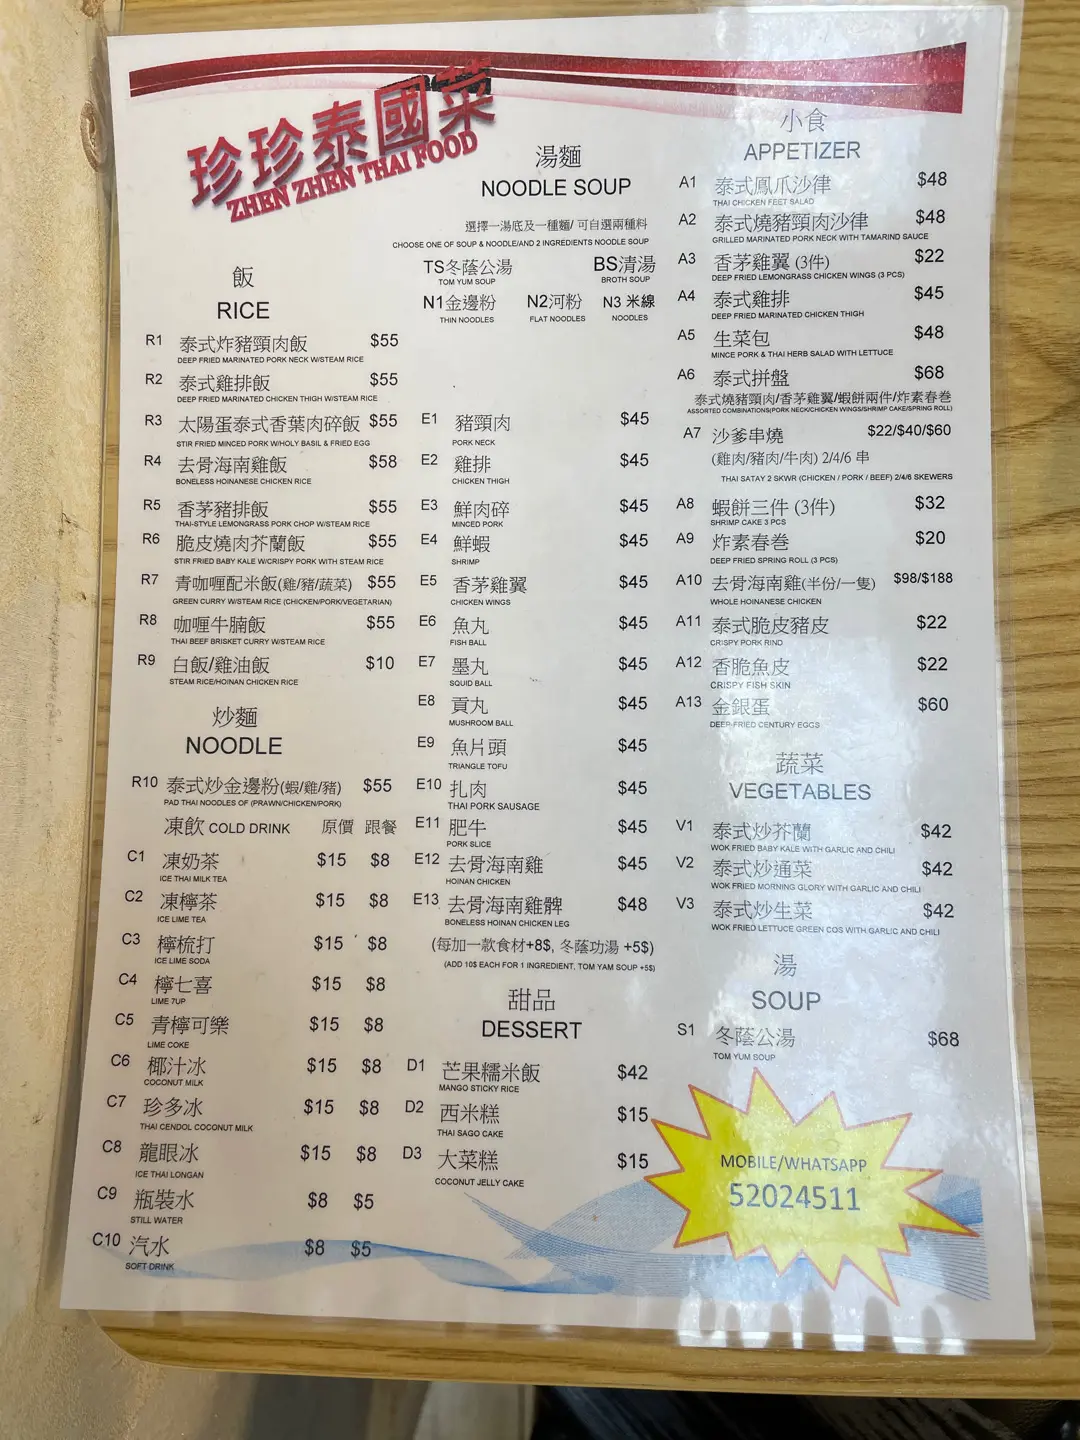 珍珍泰國菜
ZHEN ZHEN THAI FOOD
飯
RICE
R1 泰式炸豬頸肉飯 $55
DEEP FRIED MARINATED PORK NECK W/STEAM RICE
R2 泰式雞排飯 $55
DEEP FRIED MARINATED CHICKEN THIGH W/STEAM RICE
R3 太陽蛋泰式香葉肉碎飯 $55
STIR FRIED MINCED PORK W/HOLY BASIL & FRIED EGG
R4 去骨海南雞飯 $58
BONELESS HOINANESE CHICKEN RICE
R5 香茅豬排飯 $55
THAI-STYLE LEMONGRASS PORK CHOP W/STEAM RICE
R6 脆皮燒肉芥蘭飯 $55
STIR FRIED BABY KALE W/CRISPY PORK WITH STEAM RICE
R7 青咖喱配米飯(雞/豬/蔬菜) $55
GREEN CURRY W/STEAM RICE (CHICKEN/PORK/VEGETARIAN)
R8 咖喱牛腩飯 $55
THAI BEEF BRISKET CURRY W/STEAM RICE
R9 白飯/雞油飯 $10
STEAM RICE/HOINAN CHICKEN RICE
炒麵
NOODLE
R10 泰式炒金邊粉(蝦/雞/豬) $55
PAD THAI NOODLES OF (PRAWN/CHICKEN/PORK)
凍飲 COLD DRINK 原價 跟餐
C1 凍奶茶 $15 $8
ICE THAI MILK TEA
C2 凍檸茶 $15 $8
ICE LIME TEA
C3 檸梳打 $15 $8
ICE LIME SODA
C4 檸七喜 $15 $8
LIME 7UP
C5 青檸可樂 $15 $8
LIME COKE
C6 椰汁冰 $15 $8
COCONUT MILK
C7 珍多冰 $15 $8
THAI CENDOL COCONUT MILK
C8 龍眼冰 $15 $8
ICE THAI LONGAN
C9 瓶裝水 $8 $5
STILL WATER
C10 汽水 $8 $5
SOFT DRINK
湯麵
NOODLE SOUP
選擇一湯底及一種麵/ 可自選兩種料
CHOOSE ONE OF SOUP & NOODLE/AND 2 INGREDIENTS NOODLE SOUP
TS冬蔭公湯 BS清湯
TOM YUM SOUP BROTH SOUP
N1金邊粉 N2河粉 N3 米線
THIN NOODLES FLAT NOODLES NOODLES
E1 豬頸肉 $45
PORK NECK
E2 雞排 $45
CHICKEN THIGH
E3 鮮肉碎 $45
MINCED PORK
E4 鮮蝦 $45
SHRIMP
E5 香茅雞翼 $45
CHICKEN WINGS
E6 魚丸 $45
FISH BALL
E7 墨丸 $45
SQUID BALL
E8 貢丸 $45
MUSHROOM BALL
E9 魚片頭 $45
TRIANGLE TOFU
E10 扎肉 $45
THAI PORK SAUSAGE
E11 肥牛 $45
PORK SLICE
E12 去骨海南雞 $45
HOINAN CHICKEN
E13 去骨海南雞髀 $48
BONELESS HOINAN CHICKEN LEG
(每加一款食材+8$, 冬蔭功湯 +5$)
(ADD 10$ EACH FOR 1 INGREDIENT, TOM YAM SOUP +5$)
甜品
DESSERT
D1 芒果糯米飯 $42
MANGO STICKY RICE
D2 西米糕 $15
THAI SAGO CAKE
D3 大菜糕 $15
COCONUT JELLY CAKE
小食
APPETIZER
A1 泰式鳳爪沙律 $48
THAI CHICKEN FEET SALAD
A2 泰式燒豬頸肉沙律 $48
GRILLED MARINATED PORK NECK WITH TAMARIND SAUCE
A3 香茅雞翼 (3件) $22
DEEP FRIED LEMONGRASS CHICKEN WINGS (3 PCS)
A4 泰式雞排 $45
DEEP FRIED MARINATED CHICKEN THIGH
A5 生菜包 $48
MINCE PORK & THAI HERB SALAD WITH LETTUCE
A6 泰式拼盤 $68
泰式燒豬頸肉/香茅雞翼/蝦餅兩件/炸素春巻
ASSORTED COMBINATIONS(PORK NECK/CHICKEN WINGS/SHRIMP CAKE/SPRING ROLL)
A7 沙爹串燒 $22/$40/$60
(雞肉/豬肉/牛肉) 2/4/6 串
THAI SATAY 2 SKWR (CHICKEN / PORK / BEEF) 2/4/6 SKEWERS
A8 蝦餅三件 (3件) $32
SHRIMP CAKE 3 PCS
A9 炸素春巻 $20
DEEP FRIED SPRING ROLL (3 PCS)
A10 去骨海南雞(半份/一隻) $98/$188
WHOLE HOINANESE CHICKEN
A11 泰式脆皮豬皮 $22
CRISPY PORK RIND
A12 香脆魚皮 $22
CRISPY FISH SKIN
A13 金銀蛋 $60
DEEP-FRIED CENTURY EGGS
蔬菜
VEGETABLES
V1 泰式炒芥蘭 $42
WOK FRIED BABY KALE WITH GARLIC AND CHILI
V2 泰式炒通菜 $42
WOK FRIED MORNING GLORY WITH GARLIC AND CHILI
V3 泰式炒生菜 $42
WOK FRIED LETTUCE GREEN COS WITH GARLIC AND CHILI
湯
SOUP
S1 冬蔭公湯 $68
TOM YUM SOUP
MOBILE/WHATSAPP
52024511